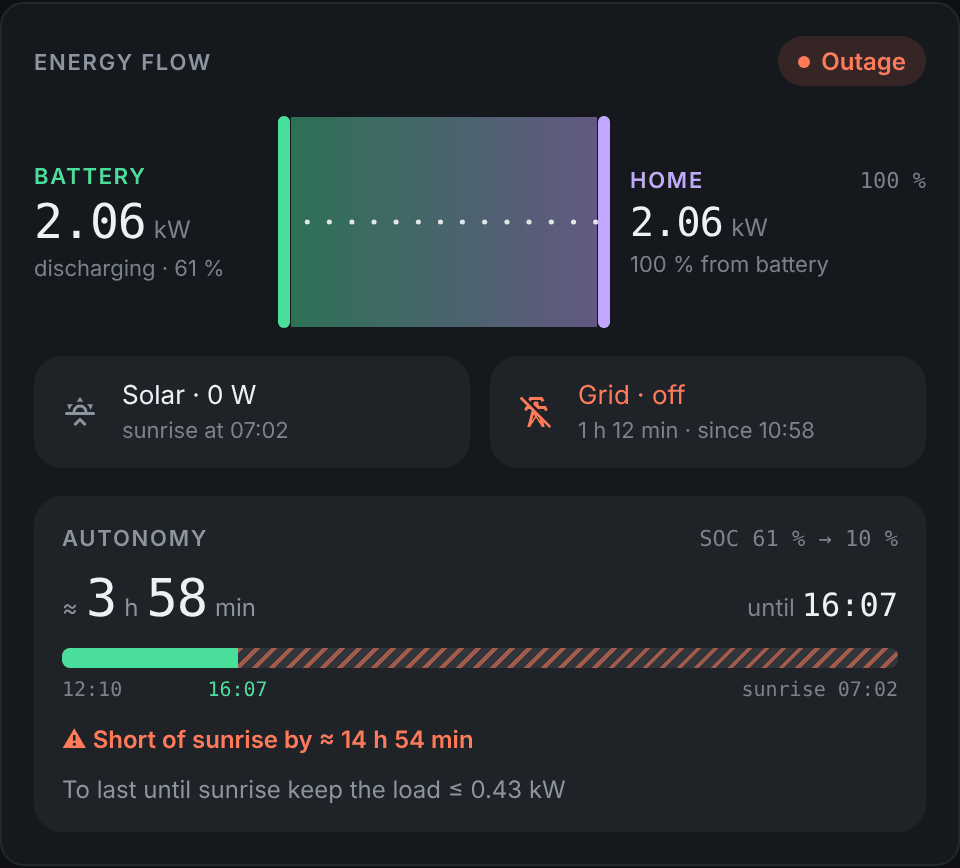 ENERGY FLOW
Outage
BATTERY
2.06 kW
discharging · 61 %
HOME 100 %
2.06 kW
100 % from battery
Solar · 0 W
sunrise at 07:02
Grid · off
1 h 12 min · since 10:58
AUTONOMY SOC 61 % → 10 %
≈ 3 h 58 min until 16:07
12:10 16:07 sunrise 07:02
Short of sunrise by ≈ 14 h 54 min
To last until sunrise keep the load ≤ 0.43 kW